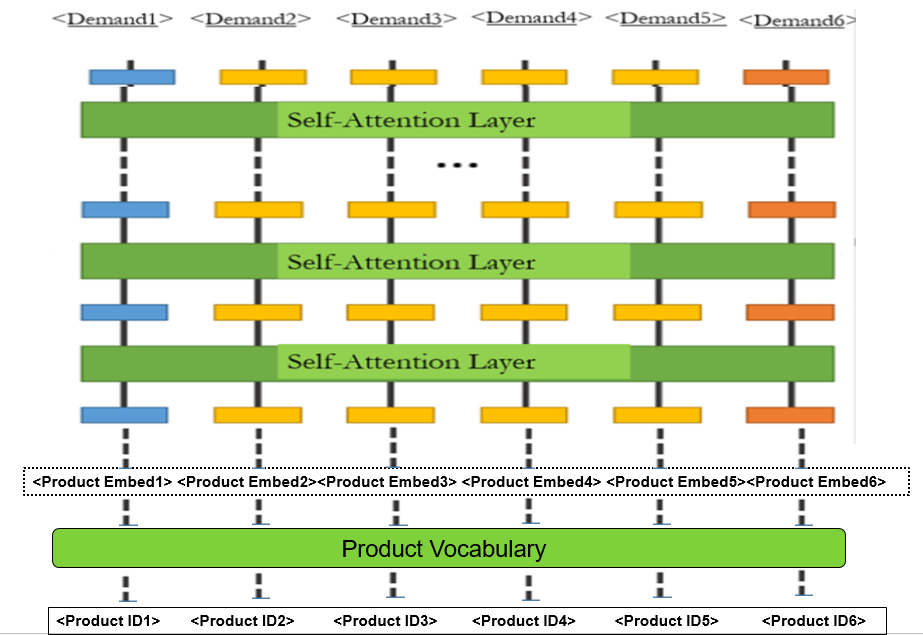 <Demand1> <Demand2> <Demand3> <Demand4> <Demand5> <Demand6>
Self-Attention Layer
...
Self-Attention Layer
Self-Attention Layer
<Product Embed1> <Product Embed2><Product Embed3> <Product Embed4> <Product Embed5><Product Embed6>
Product Vocabulary
<Product ID1> <Product ID2> <Product ID3> <Product ID4> <Product ID5> <Product ID6>